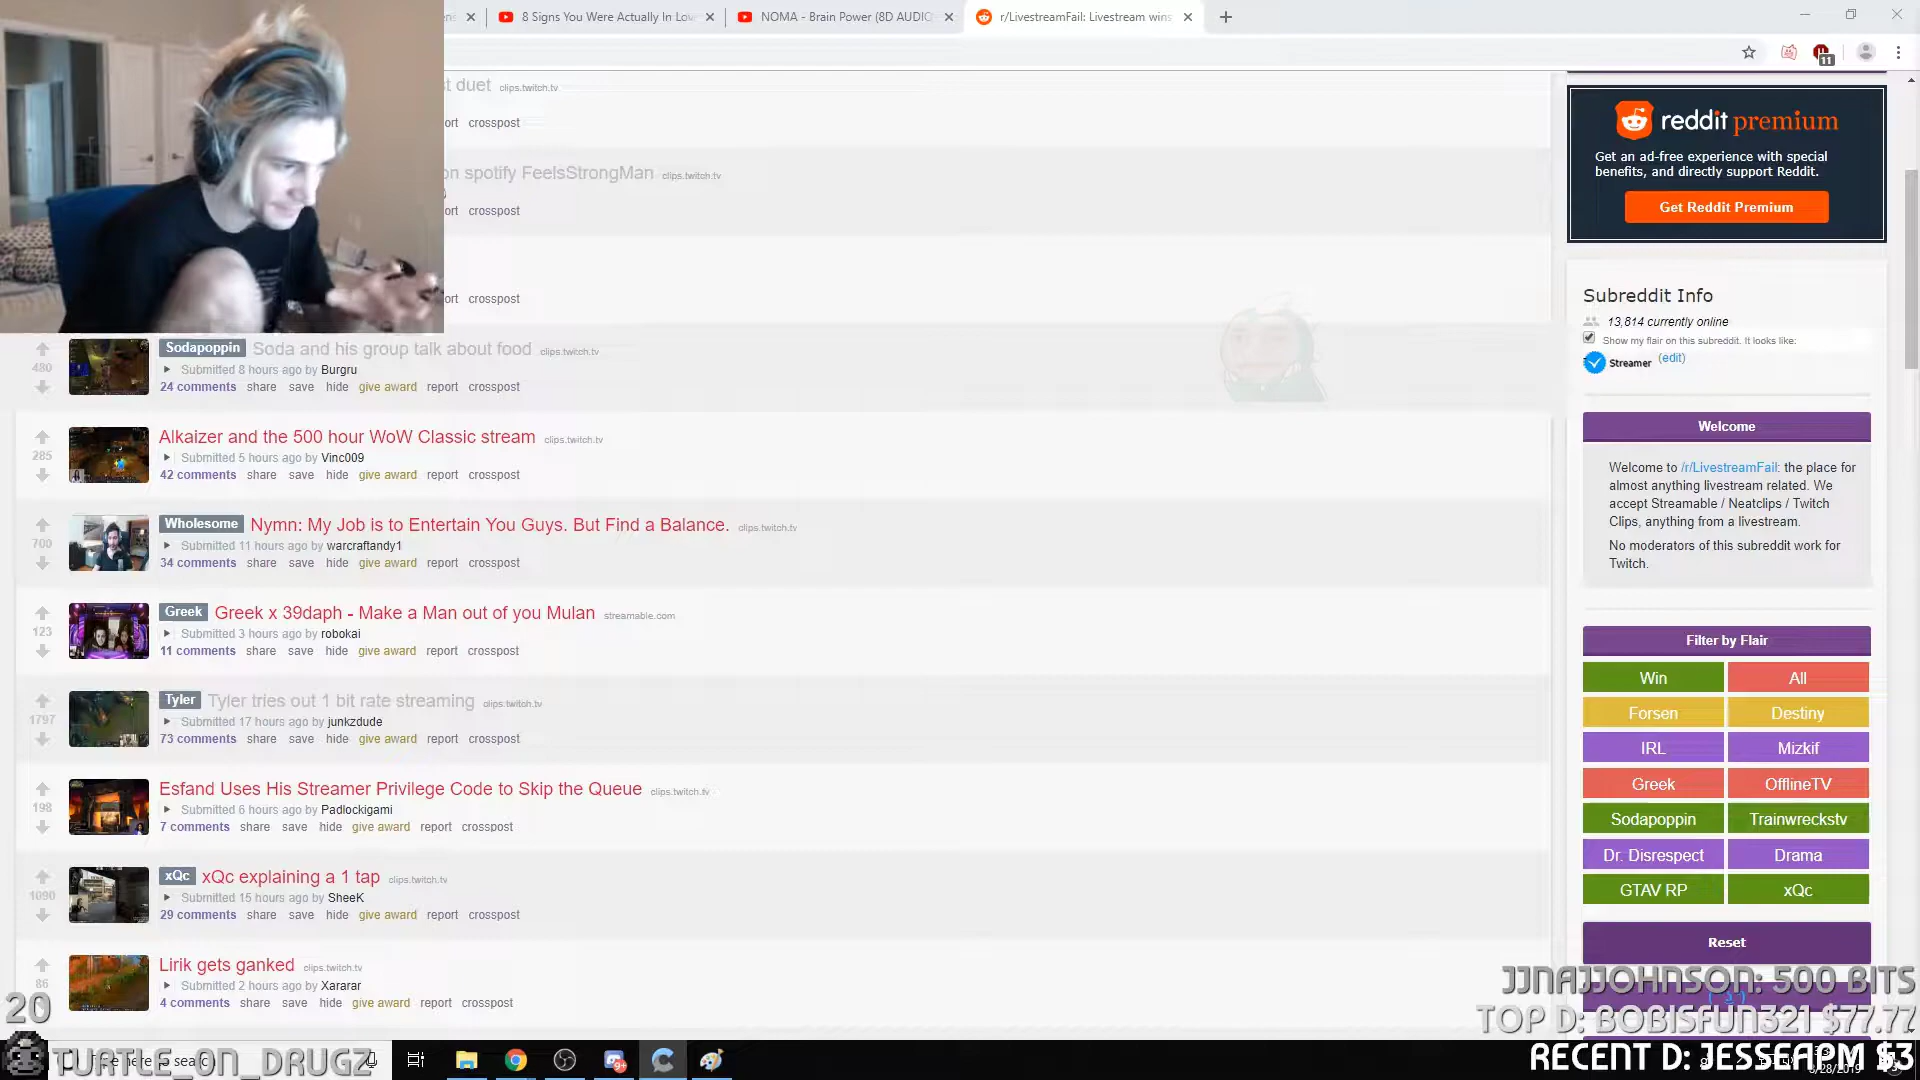 8 Signs You Were Actually In Lov
NOMA - Brain Power (8D AUDIO
r/LivestreamFail: Livestream wins
11
t duet clips.twitch.tv
ort crosspost
on spotify FeelsStrongMan clips.twitch.tv
ort crosspost
ort crosspost
480
Sodapoppin Soda and his group talk about food clips.twitch.tv
Submitted 8 hours ago by Burgru
24 comments share save hide give award report crosspost
285
Alkaizer and the 500 hour WoW Classic stream clips.twitch.tv
Submitted 5 hours ago by Vinc009
42 comments share save hide give award report crosspost
700
Wholesome Nymn: My Job is to Entertain You Guys. But Find a Balance. clips.twitch.tv
Submitted 11 hours ago by warcraftandy1
34 comments share save hide give award report crosspost
123
Greek Greek x 39daph - Make a Man out of you Mulan streamable.com
Submitted 3 hours ago by robokai
11 comments share save hide give award report crosspost
1797
Tyler Tyler tries out 1 bit rate streaming clips.twitch.tv
Submitted 17 hours ago by junkzdude
73 comments share save hide give award report crosspost
198
Esfand Uses His Streamer Privilege Code to Skip the Queue clips.twitch.tv
Submitted 6 hours ago by Padlockigami
7 comments share save hide give award report crosspost
1090
xQc xQc explaining a 1 tap clips.twitch.tv
Submitted 15 hours ago by SheeK
29 comments share save hide give award report crosspost
86
Lirik gets ganked clips.twitch.tv
Submitted 2 hours ago by Xararar
4 comments share save hide give award report crosspost
reddit premium
Get an ad-free experience with special
benefits, and directly support Reddit.
Get Reddit Premium
Subreddit Info
13,814 currently online
Show my flair on this subreddit. It looks like:
Streamer (edit)
Welcome
Welcome to /r/LivestreamFail: the place for
almost anything livestream related. We
accept Streamable / Neatclips / Twitch
Clips, anything from a livestream.
No moderators of this subreddit work for
Twitch.
Filter by Flair
Win All
Forsen Destiny
IRL Mizkif
Greek OfflineTV
Sodapoppin Trainwreckstv
Dr. Disrespect Drama
GTAV RP xQc
Reset
JJNAJJOHNSON: 500 BITS
TOP D: BOBISFUN321 $77.77
RECENT D: JESSEAPM $3
20
TURTLE_ON_DRUGZ
9+